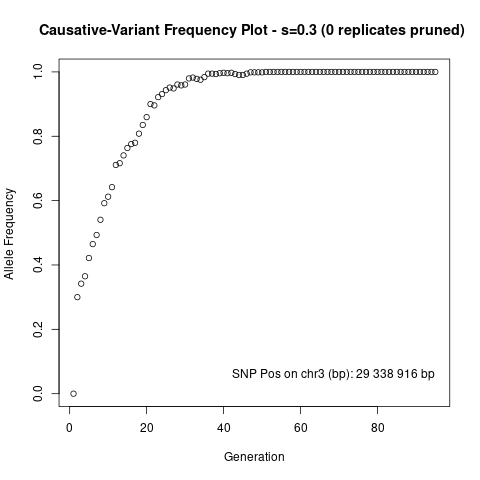 Causative-Variant Frequency Plot - s=0.3 (0 replicates pruned)
1.0
0.8
0.6
0.4
0.2
0.0
Allele Frequency
SNP Pos on chr3 (bp): 29 338 916 bp
0 20 40 60 80
Generation